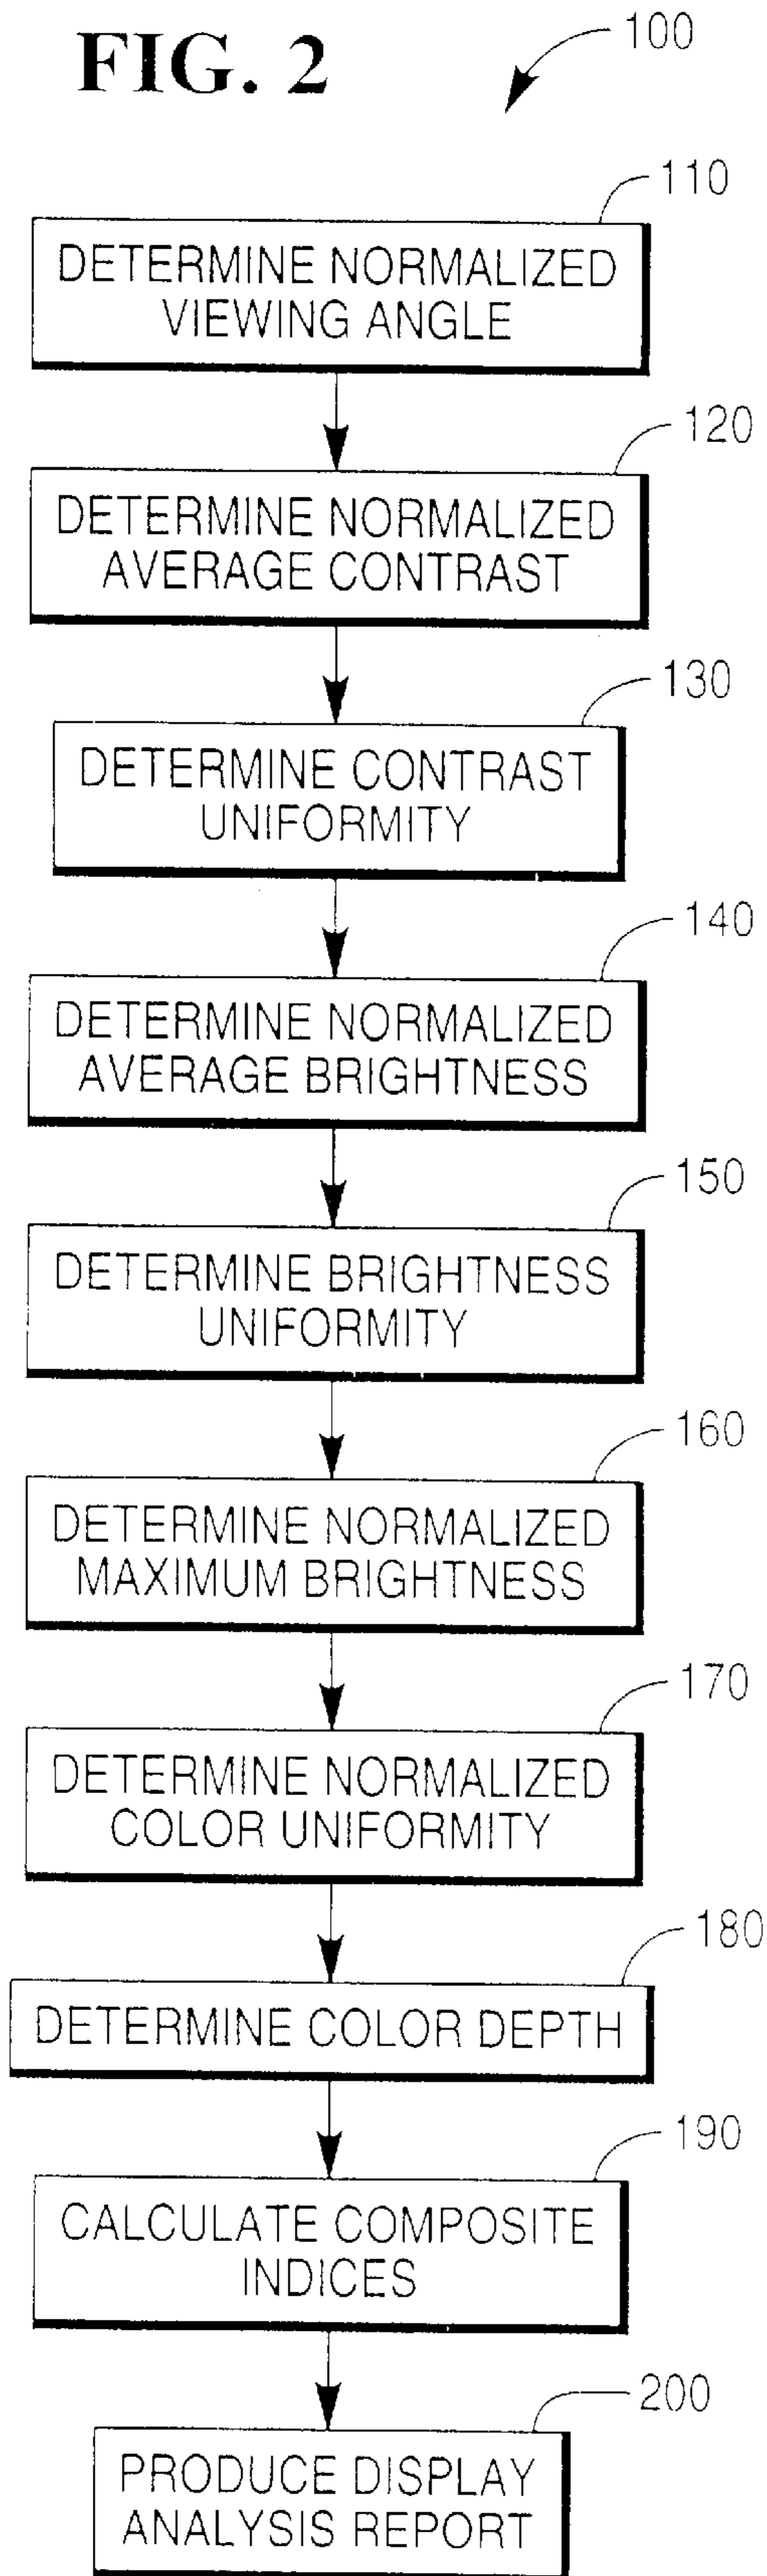 FIG. 2
100
110
DETERMINE NORMALIZED
VIEWING ANGLE
120
DETERMINE NORMALIZED
AVERAGE CONTRAST
130
DETERMINE CONTRAST
UNIFORMITY
140
DETERMINE NORMALIZED
AVERAGE BRIGHTNESS
150
DETERMINE BRIGHTNESS
UNIFORMITY
160
DETERMINE NORMALIZED
MAXIMUM BRIGHTNESS
170
DETERMINE NORMALIZED
COLOR UNIFORMITY
180
DETERMINE COLOR DEPTH
190
CALCULATE COMPOSITE
INDICES
200
PRODUCE DISPLAY
ANALYSIS REPORT